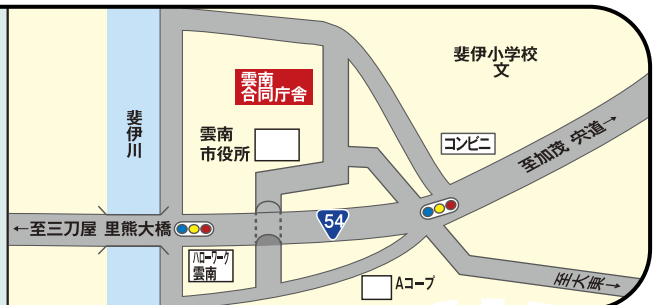 斐伊小学校
文
雲南
合同庁舎
斐伊川
雲南
市役所
コンビニ
至加茂 宍道→
←至三刀屋 里熊大橋
54
ハローワーク
雲南
Aコープ
至大東→